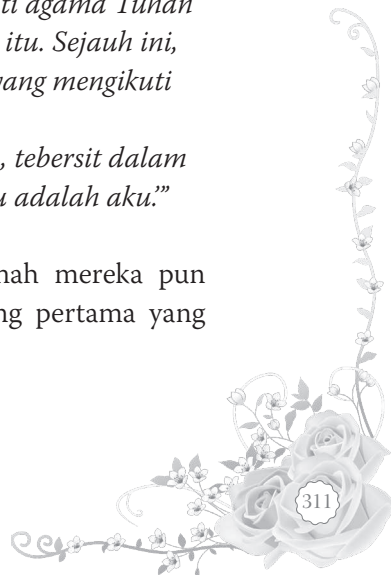 ti agama Tuhan
itu. Sejauh ini,
yang mengikuti
, tebersit dalam
u adalah aku.'"
nah mereka pun
ng pertama yang
311